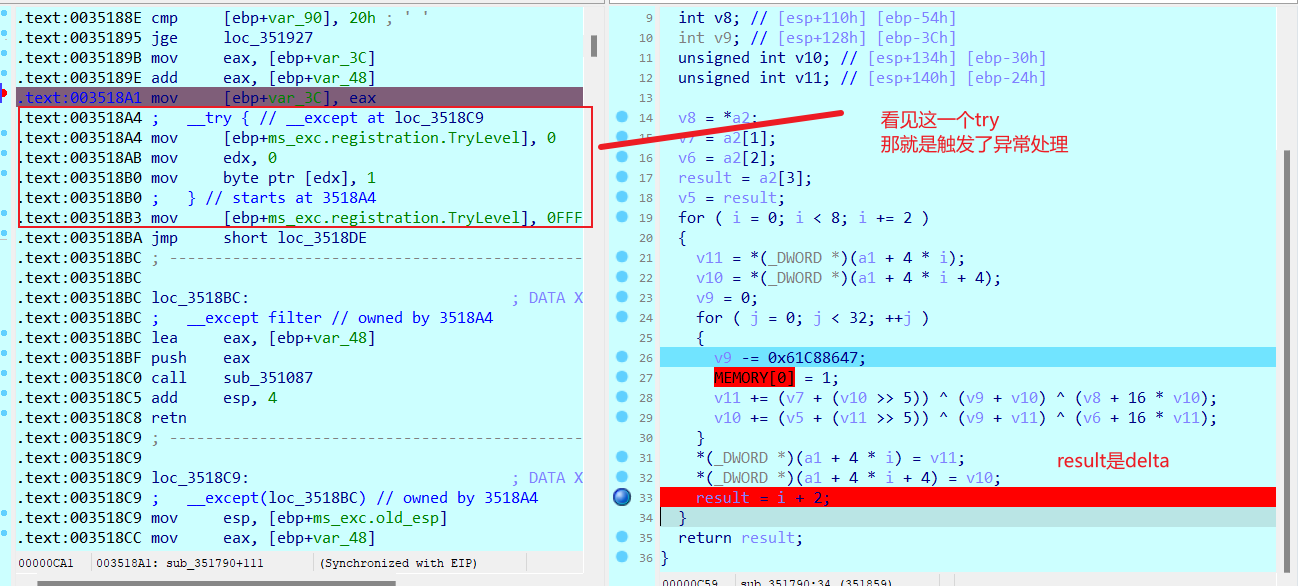 .text:0035188E cmp     [ebp+var_90], 20h ; ' '
.text:00351895 jge     loc_351927
.text:0035189B mov     eax, [ebp+var_3C]
.text:0035189E add     eax, [ebp+var_48]
.text:003518A1 mov     [ebp+var_3C], eax
.text:003518A4 ;   __try { // __except at loc_3518C9
.text:003518A4 mov     [ebp+ms_exc.registration.TryLevel], 0
.text:003518AB mov     edx, 0
.text:003518B0 mov     byte ptr [edx], 1
.text:003518B0 ;   } // starts at 3518A4
.text:003518B3 mov     [ebp+ms_exc.registration.TryLevel], 0FFF
.text:003518BA jmp     short loc_3518DE
.text:003518BC ; ---------------------------------------------
.text:003518BC
.text:003518BC loc_3518BC:                             ; DATA X
.text:003518BC ;   __except filter // owned by 3518A4
.text:003518BC lea     eax, [ebp+var_48]
.text:003518BF push    eax
.text:003518C0 call    sub_351087
.text:003518C5 add     esp, 4
.text:003518C8 retn
.text:003518C9 ; ---------------------------------------------
.text:003518C9
.text:003518C9 loc_3518C9:                             ; DATA X
.text:003518C9 ;   __except(loc_3518BC) // owned by 3518A4
.text:003518C9 mov     esp, [ebp+ms_exc.old_esp]
.text:003518CC mov     eax, [ebp+var_48]
00000CA1 003518A1: sub_351790+111 (Synchronized with EIP)
9 int v8; // [esp+110h] [ebp-54h]
10 int v9; // [esp+128h] [ebp-3Ch]
11 unsigned int v10; // [esp+134h] [ebp-30h]
12 unsigned int v11; // [esp+140h] [ebp-24h]
13
14 v8 = *a2;
15 v7 = a2[1];
16 v6 = a2[2];
17 result = a2[3];
18 v5 = result;
19 for ( i = 0; i < 8; i += 2 )
20 {
21 v11 = *(_DWORD *)(a1 + 4 * i);
22 v10 = *(_DWORD *)(a1 + 4 * i + 4);
23 v9 = 0;
24 for ( j = 0; j < 32; ++j )
25 {
26 v9 -= 0x61C88647;
27 MEMORY[0] = 1;
28 v11 += (v7 + (v10 >> 5)) ^ (v9 + v10) ^ (v8 + 16 * v10);
29 v10 += (v5 + (v11 >> 5)) ^ (v9 + v11) ^ (v6 + 16 * v11);
30 }
31 *(_DWORD *)(a1 + 4 * i) = v11;
32 *(_DWORD *)(a1 + 4 * i + 4) = v10;
33 result = i + 2;
34 }
35 return result;
36 }
看见这一个try
那就是触发了异常处理
result是delta
00000C59 sub_351790:34 (351859)